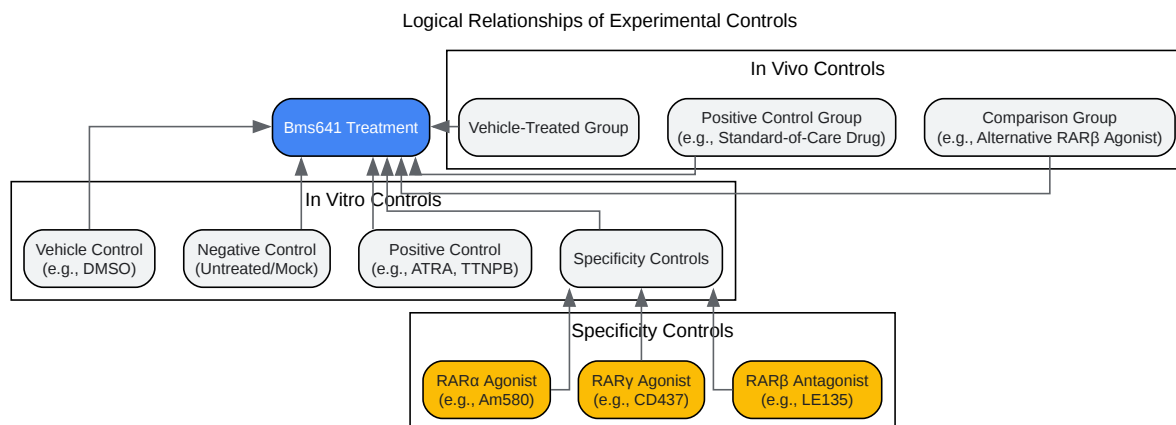 Logical Relationships of Experimental Controls
In Vivo Controls
Bms641 Treatment
Vehicle-Treated Group
Positive Control Group
(e.g., Standard-of-Care Drug)
Comparison Group
(e.g., Alternative RARβ Agonist)
In Vitro Controls
Vehicle Control
(e.g., DMSO)
Negative Control
(Untreated/Mock)
Positive Control
(e.g., ATRA, TTNPB)
Specificity Controls
Specificity Controls
RARα Agonist
(e.g., Am580)
RARγ Agonist
(e.g., CD437)
RARβ Antagonist
(e.g., LE135)